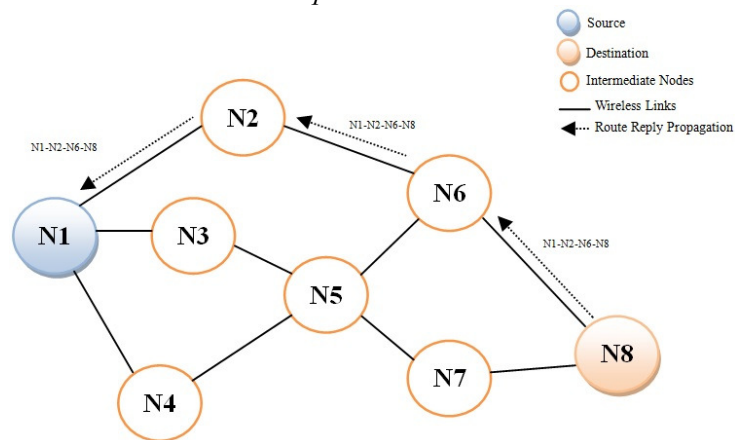 Source
Destination
Intermediate Nodes
Wireless Links
Route Reply Propagation
N2
N1-N2-N6-N8
N1-N2-N6-N8
N6
N1
N3
N1-N2-N6-N8
N5
N8
N7
N4